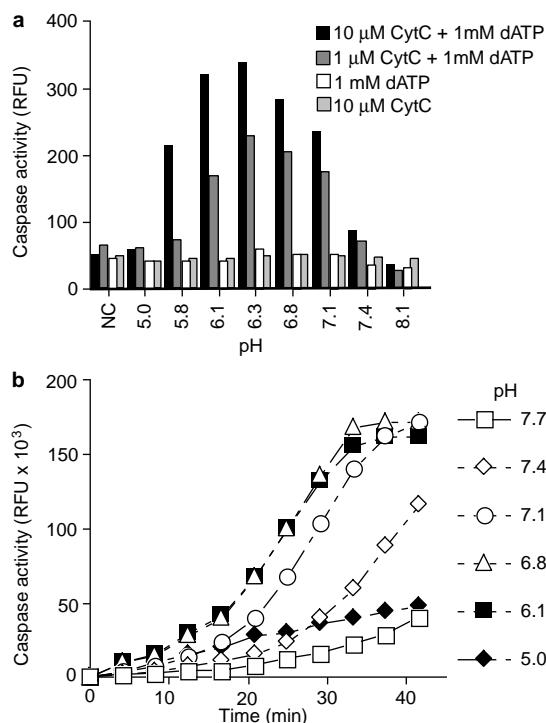 a
10 µM CytC + 1mM dATP
1 µM CytC + 1mM dATP
1 mM dATP
10 µM CytC
Caspase activity (RFU)
400
300
200
100
0
NC 5.0 5.8 6.1 6.3 6.8 7.1 7.4 8.1
pH
b
Caspase activity (RFU x 10³)
200
150
100
50
0
0 10 20 30 40
Time (min)
pH
7.7
7.4
7.1
6.8
6.1
5.0